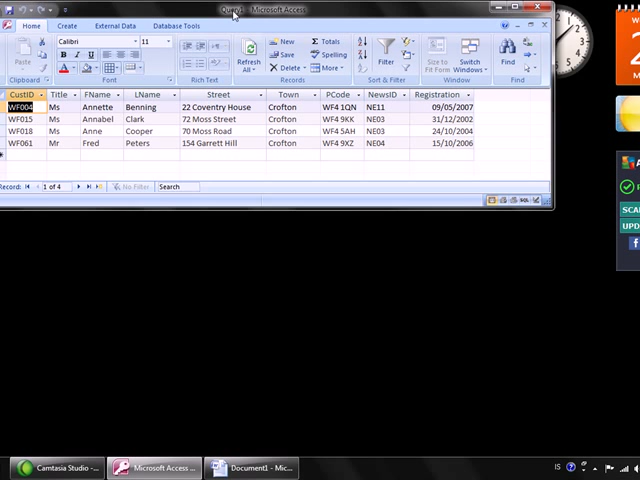 Query1 - Microsoft Access
Home Create External Data Database Tools
Calibri 11 New Totals
Save Spelling
Refresh All Delete More
Filter Size to Fit Form Switch Windows Find
Clipboard Font Rich Text Records Sort & Filter Window Find
CustID Title FName LName Street Town PCode NewsID Registration
WF004 Ms Annette Benning 22 Coventry House Crofton WF4 1QN NE11 09/05/2007
WF015 Ms Annabel Clark 72 Moss Street Crofton WF4 9KK NE03 31/12/2002
WF018 Ms Anne Cooper 70 Moss Road Crofton WF4 5AH NE03 24/10/2004
WF061 Mr Fred Peters 154 Garrett Hill Crofton WF4 9XZ NE04 15/10/2006
Record: 1 of 4 No Filter Search
SQL
SCA
UPD
Camtasia Studio -... Microsoft Access ... Document1 - Mic... IS